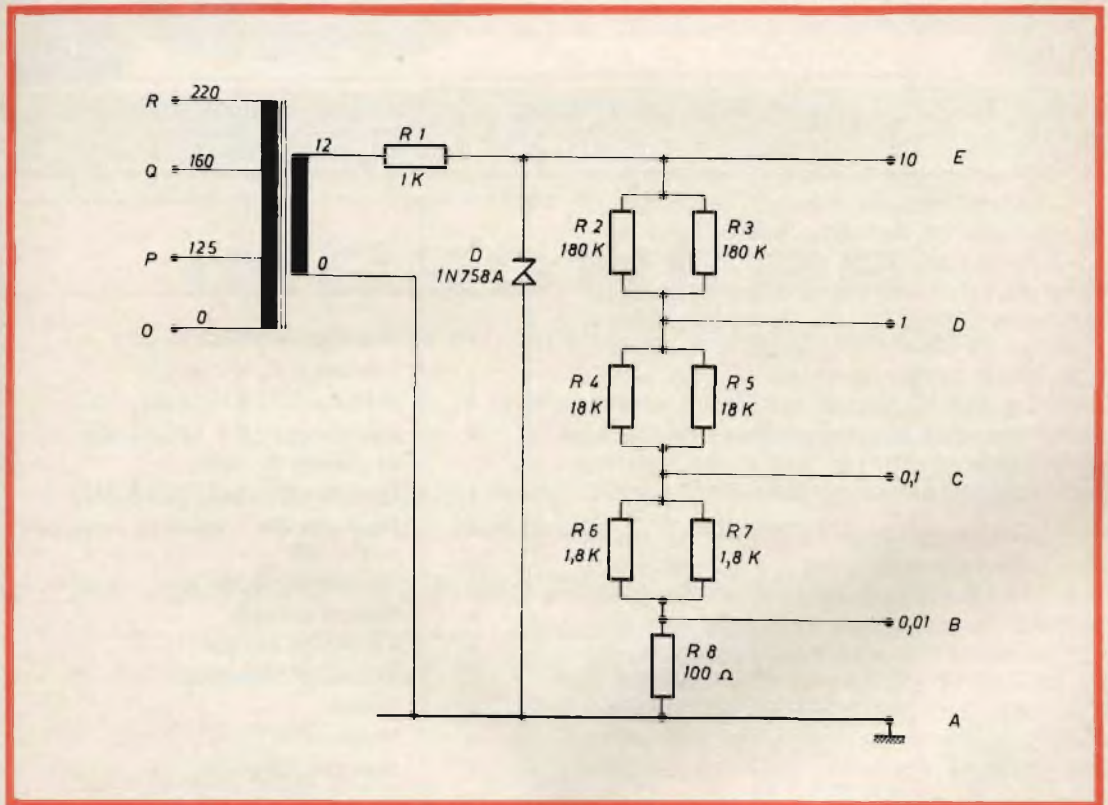 R 220
Q 160
P 125
O 0
12
0
R 1
1 K
D
1N758A
R 2
180 K
R 3
180 K
R 4
18 K
R 5
18 K
R 6
1,8 K
R 7
1,8 K
R 8
100 Ω
10 E
1 D
0,1 C
0,01 B
A